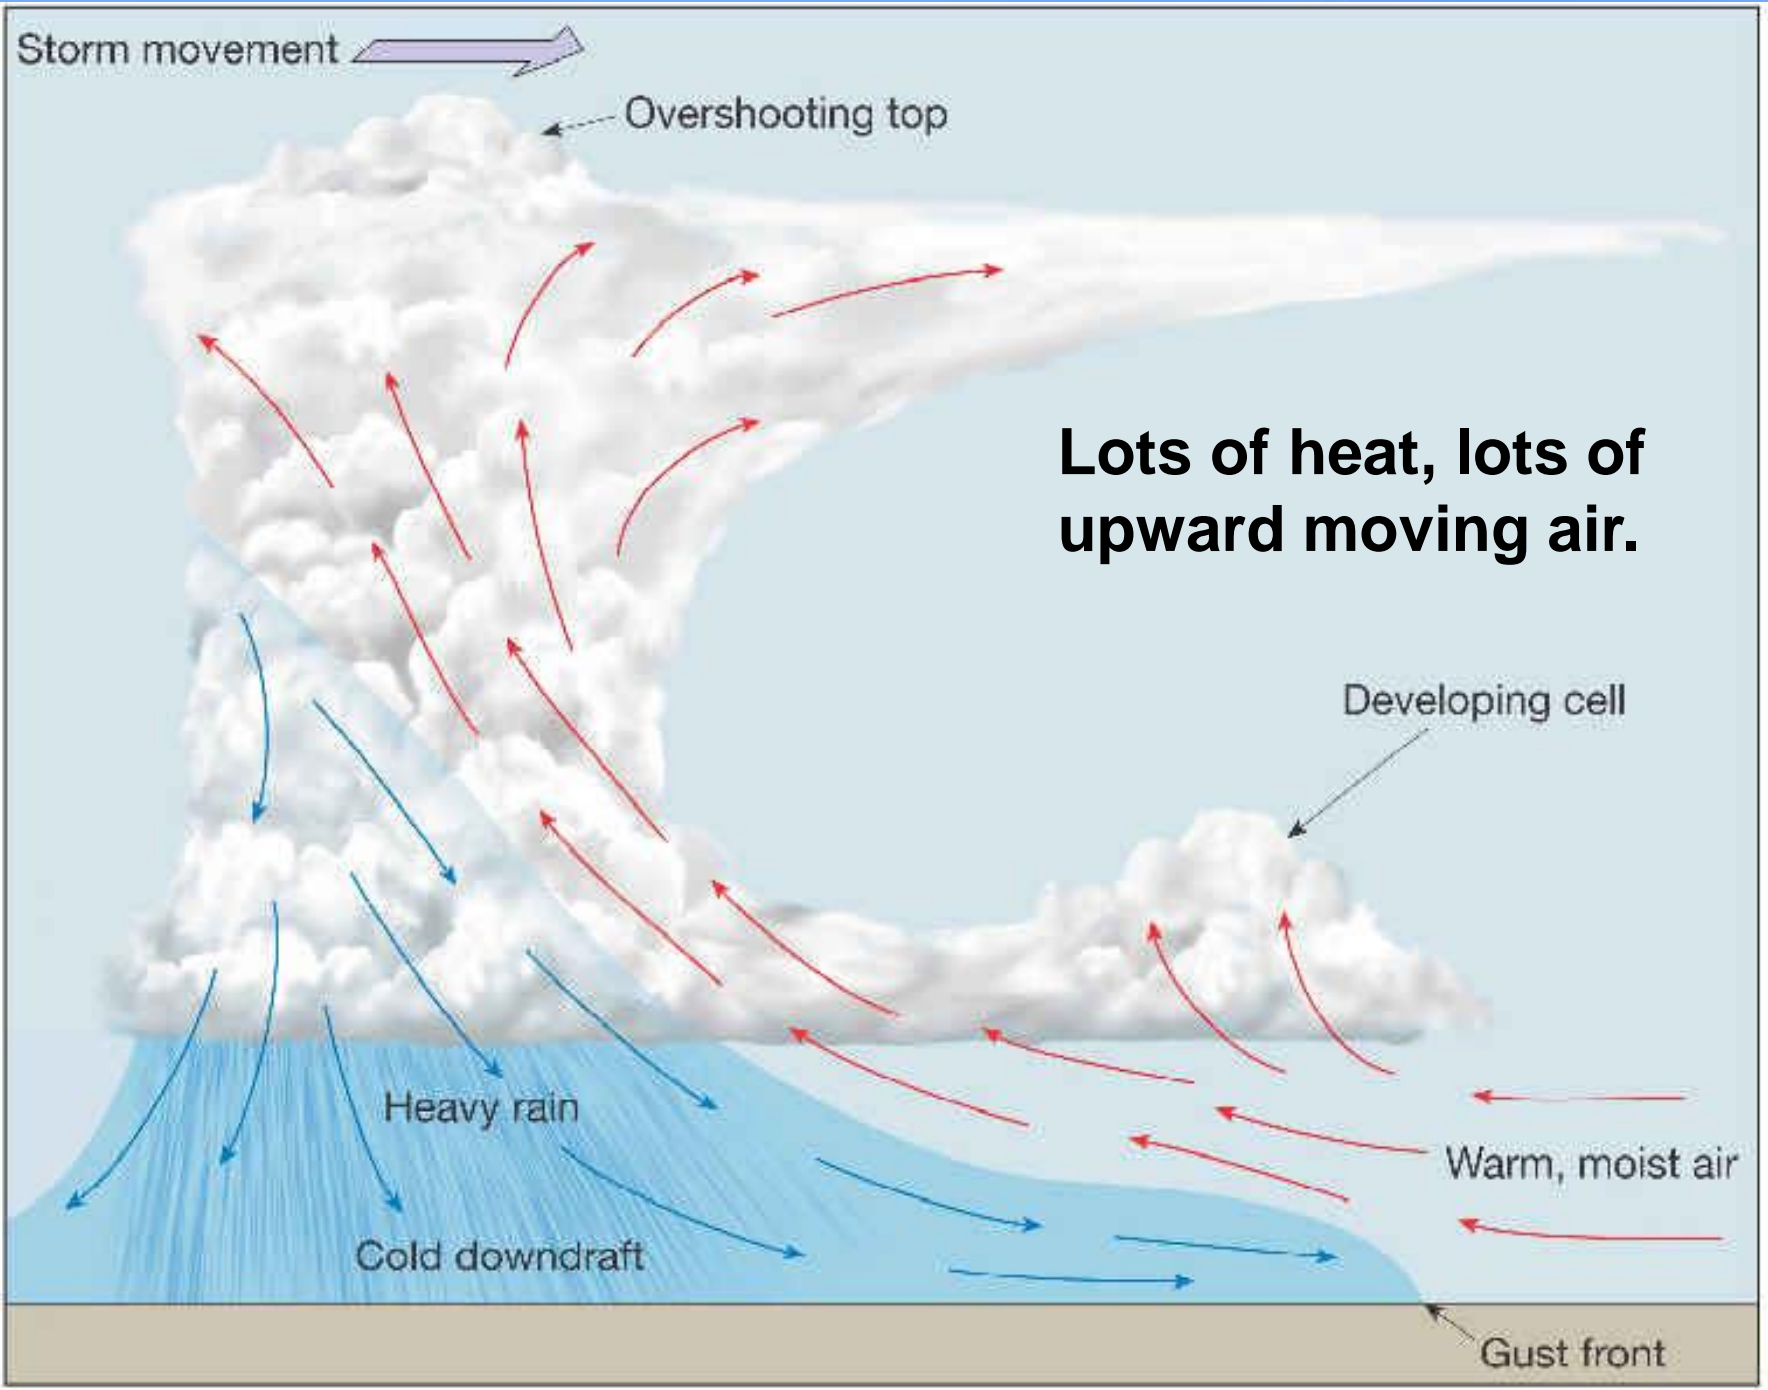 Storm movement
Overshooting top
Lots of heat, lots of
upward moving air.
Developing cell
Heavy rain
Warm, moist air
Cold downdraft
Gust front